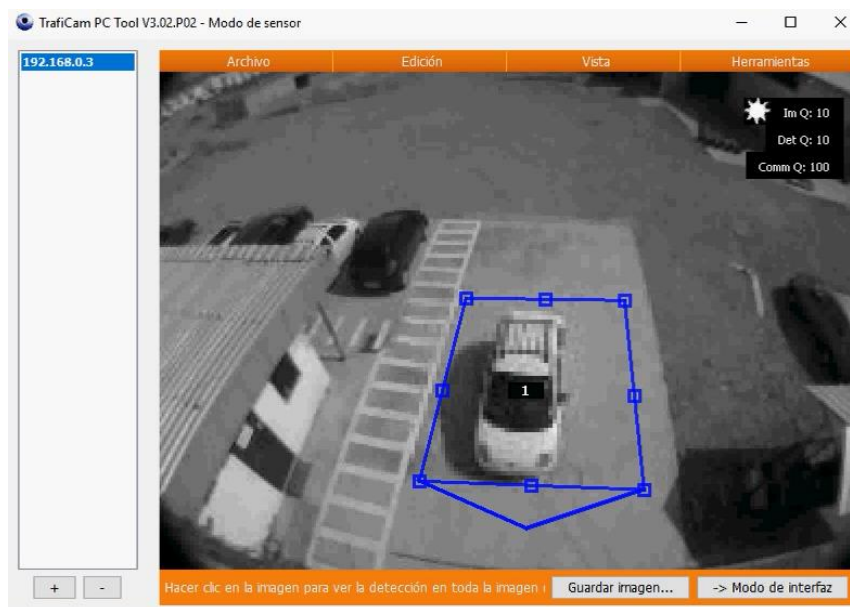 TrafiCam PC Tool V3.02.P02 - Modo de sensor
192.168.0.3
Archivo Edición Vista Herramientas
Im Q: 10
Det Q: 10
Comm Q: 100
1
+ -
Hacer clic en la imagen para ver la detección en toda la imagen
Guardar imagen...
-> Modo de interfaz